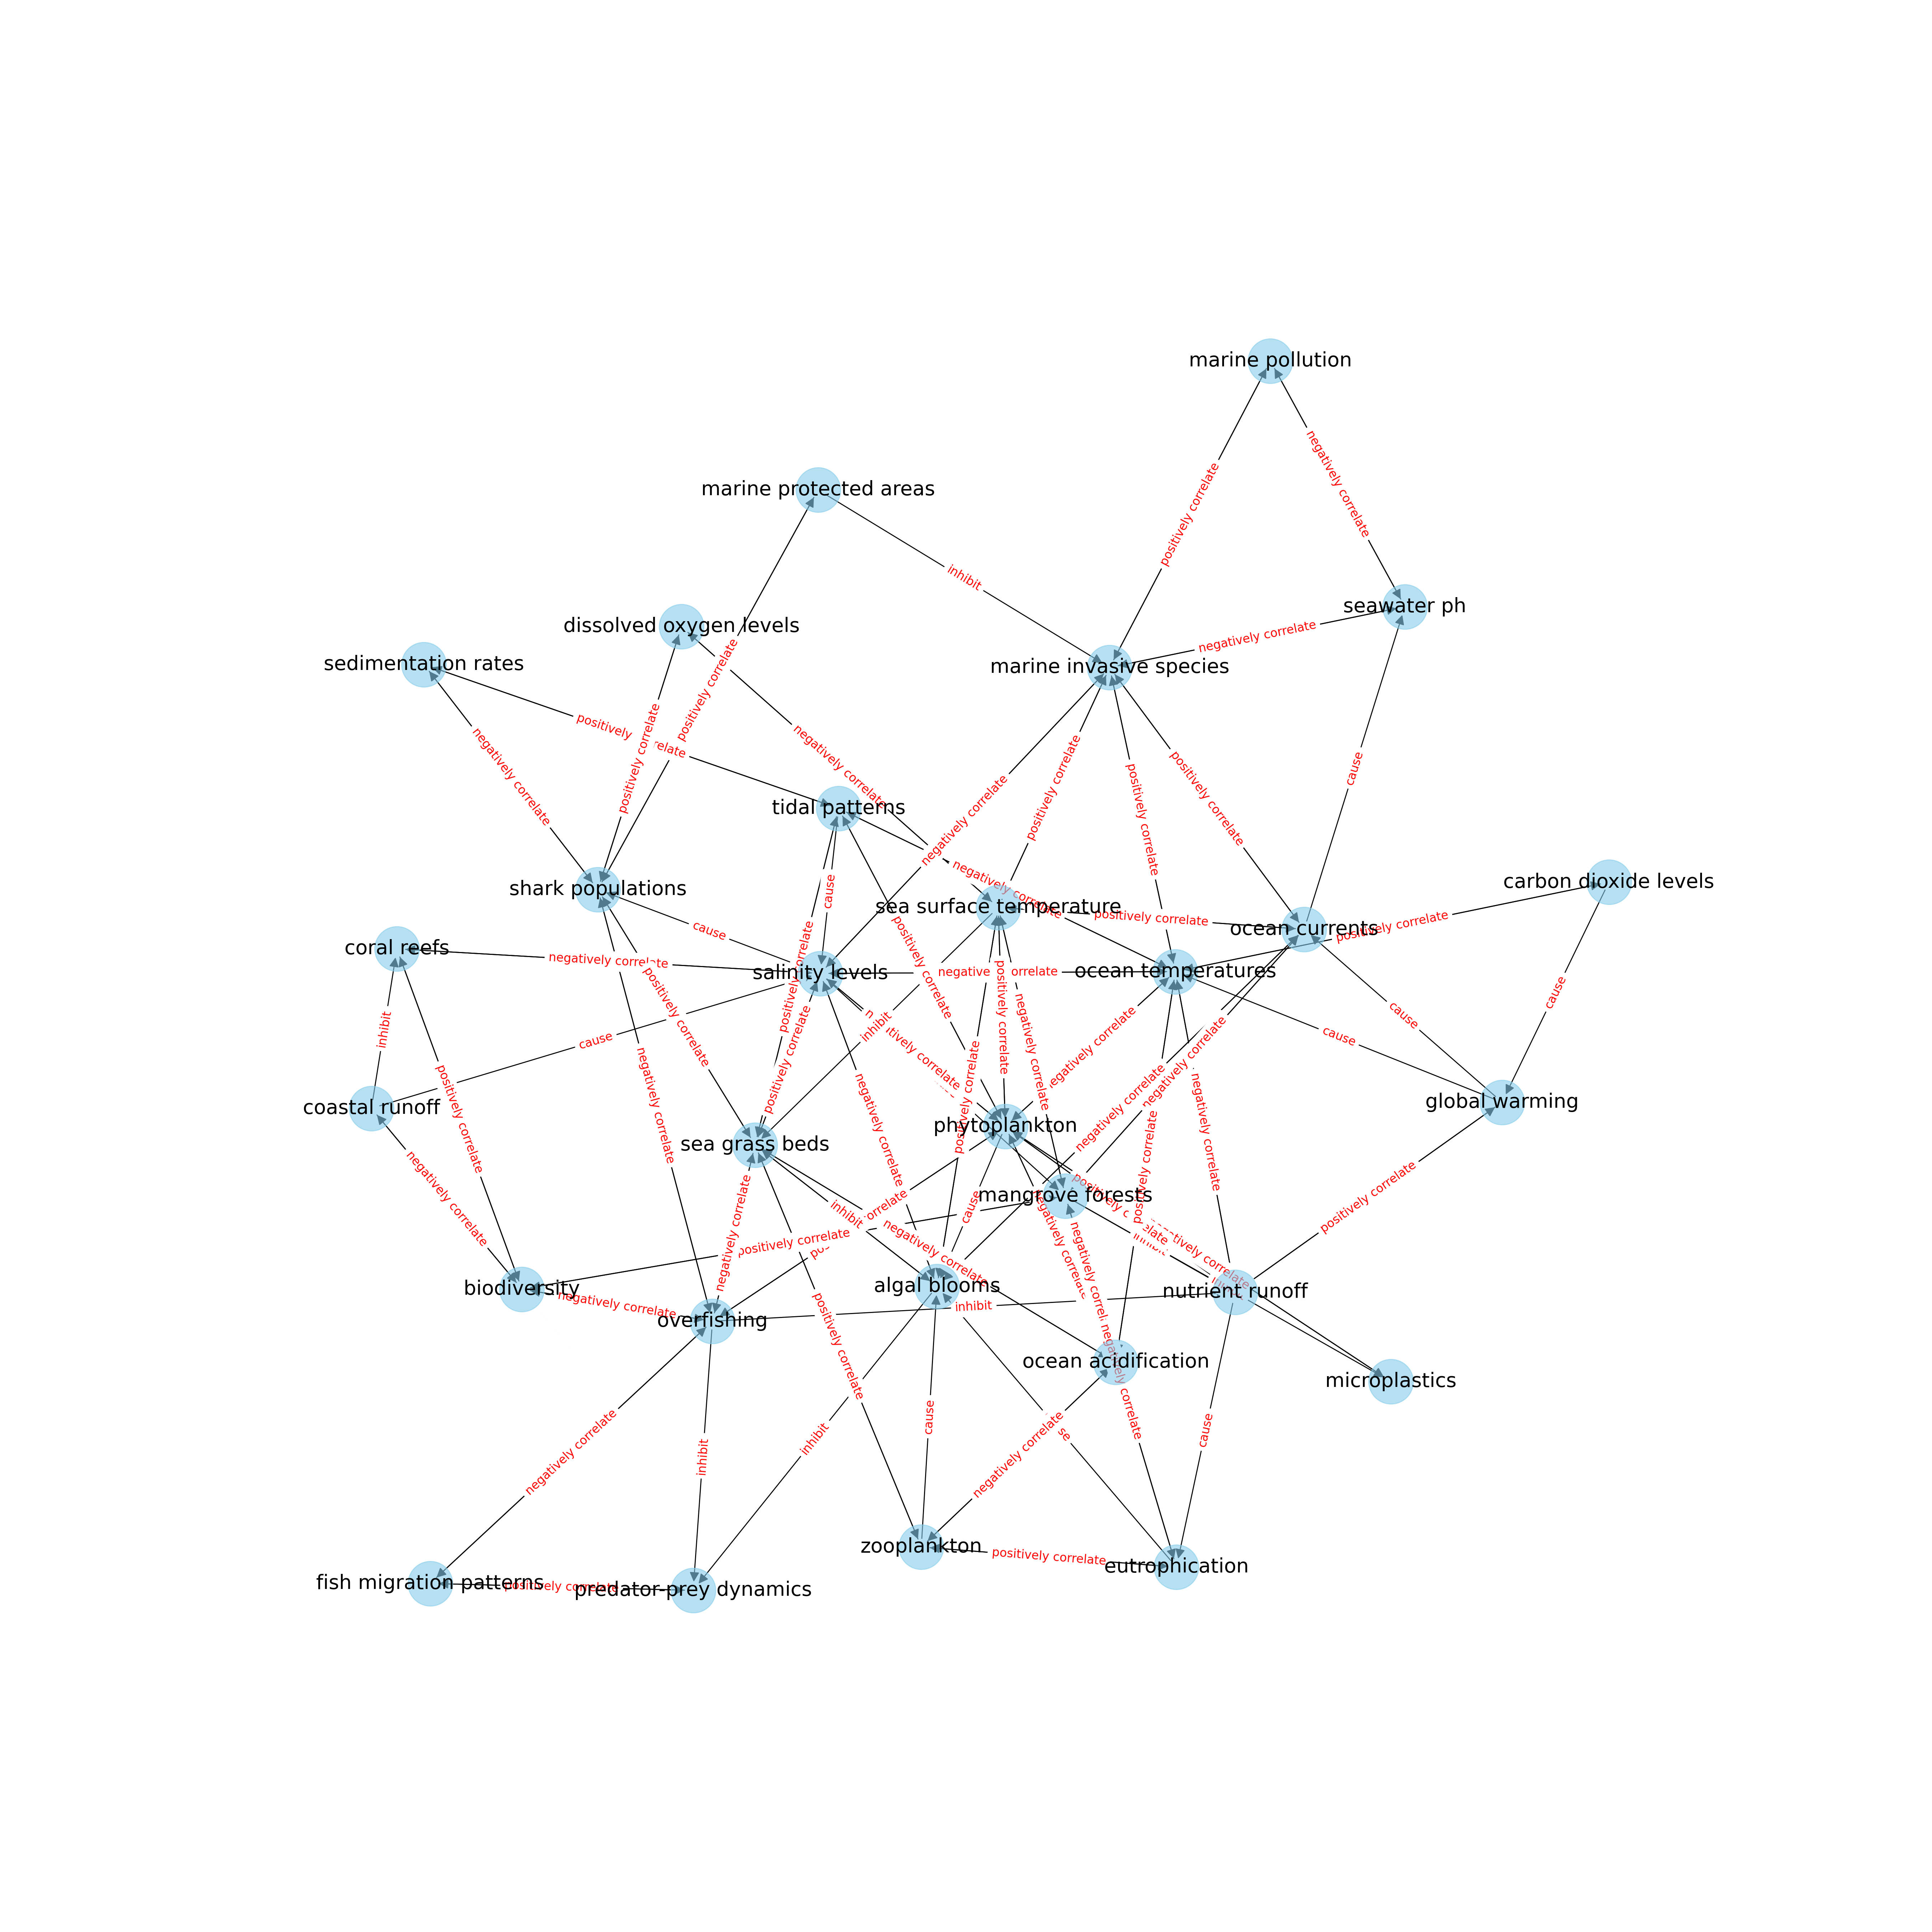 marine pollution
negatively correlate
positively correlate
marine protected areas
inhibit
seawater ph
negatively correlate
dissolved oxygen levels
sedimentation rates
marine invasive species
positively correlate
positively
relate
negatively correlate
positively correlate
negatively correlate
positively correlate
negatively correlate
positively correlate
positively correlate
positively correlate
cause
tidal patterns
shark populations
cause
negatively correlate
sea surface temperature
carbon dioxide levels
positively correlate
ocean currents
positively correlate
cause
coral reefs
negatively correlate
salinity levels
negative
orrelate
ocean temperatures
positively correlate
positively correlate
positively correlate
positively correlate
negatively correlate
cause
cause
cause
inhibit
cause
inhibit
tively correlate
negatively correlate
negatively correlate
negatively correlate
coastal runoff
positively correlate
negatively correlate
positively correlate
positively correlate
negatively correlate
phytoplankton
global warming
sea grass beds
negatively correlate
positively correlate
negatively correlate
mangrove forests
negatively correlate
positively correlate
inhibit
orrelate
cause
positively correlate
negatively correlate
negatively correlate
negatively correlate
biodiversity
negatively correlate
overfishing
algal blooms
inhibit
nutrient runoff
positively correlate
negatively correlate
ocean acidification
microplastics
negatively correlate
inhibit
inhibit
cause
negatively correlate
se
cause
zooplankton
positively correlate
eutrophication
fish migration patterns
positively correlate
predator-prey dynamics